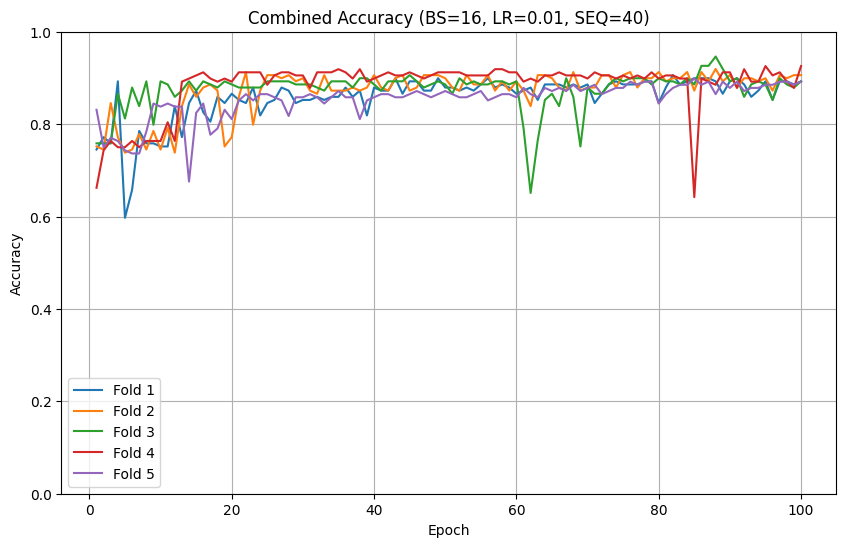 Combined Accuracy (BS=16, LR=0.01, SEQ=40)
1.0
0.8
0.6
0.4
0.2
0.0
Accuracy
Fold 1
Fold 2
Fold 3
Fold 4
Fold 5
0 20 40 60 80 100
Epoch